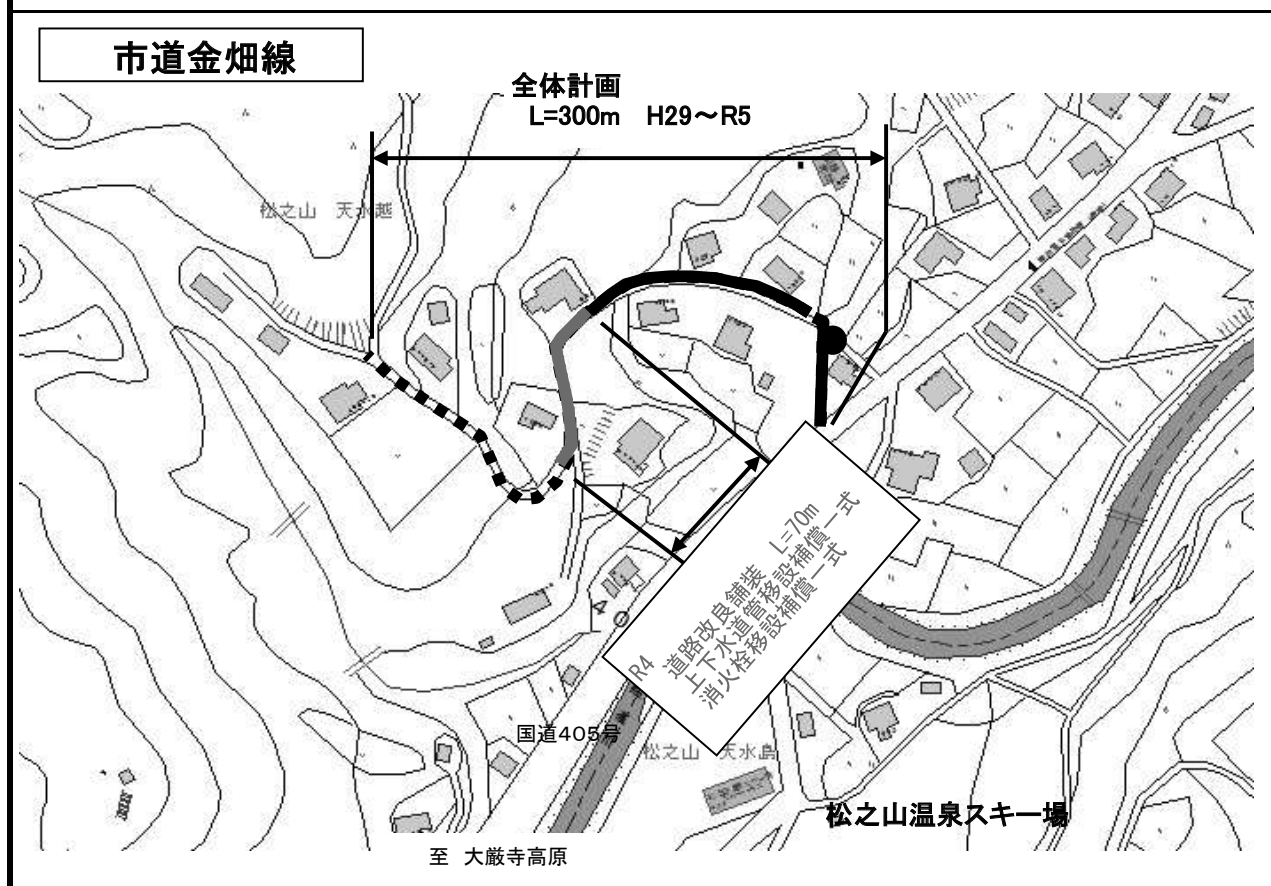 市道金畑線
全体計画
L=300m H29～R5
松之山 天水越
R4
道路改良舗装 L=70m
上下水道管移設補償一式
消火栓移設補償一式
国道405号
松之山 天水島
松之山温泉スキー場
至 大厳寺高原